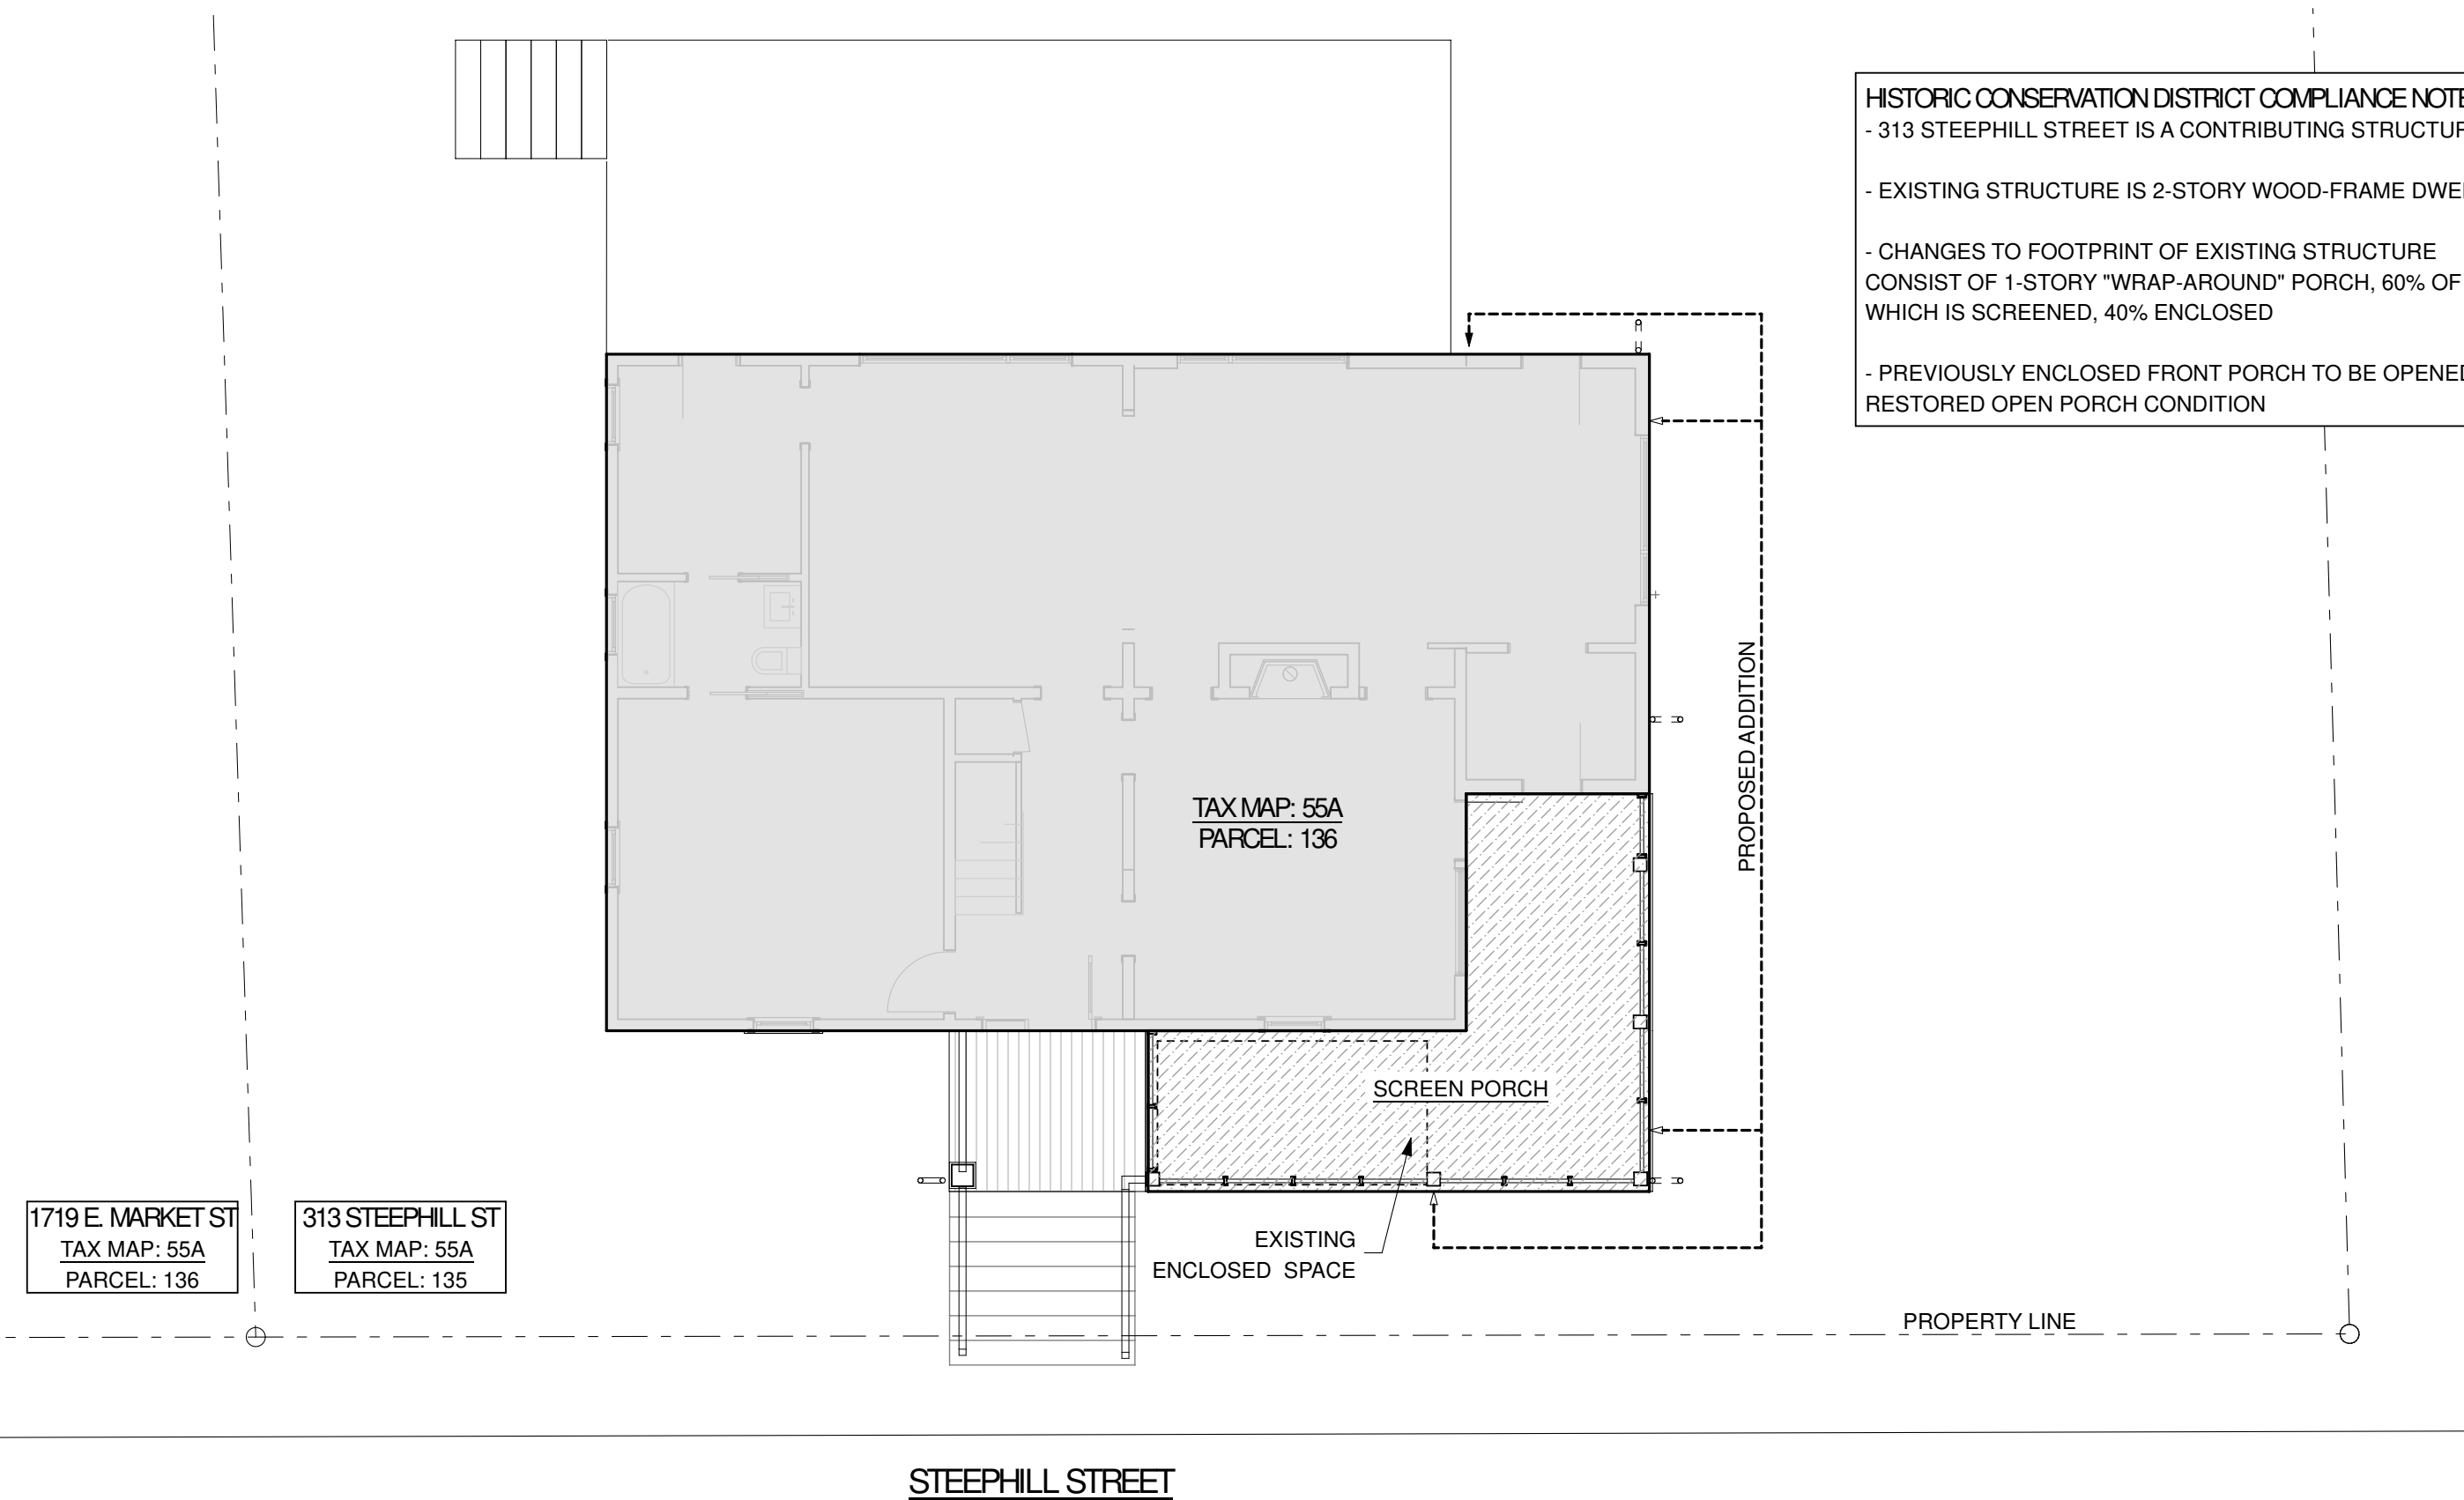 HISTORIC CONSERVATION DISTRICT COMPLIANCE NOTE
- 313 STEEPHILL STREET IS A CONTRIBUTING
- EXISTING STRUCTURE IS 2-STORY WOOD-FRAME
- CHANGES TO FOOTPRINT OF EXISTING STRUCTURE
CONSIST OF 1-STORY "WRAP-AROUND" PORCH, 60% OF
WHICH IS SCREENED, 40% ENCLOSED
- PREVIOUSLY ENCLOSED FRONT PORCH TO BE OPENED
RESTORED OPEN PORCH CONDITION
PROPOSED ADDITION
TAX MAP: 55A
PARCEL: 136
SCREEN PORCH
EXISTING
ENCLOSED SPACE
1719 E. MARKET ST
TAX MAP: 55A
PARCEL: 136
313 STEEPHILL ST
TAX MAP: 55A
PARCEL: 135
PROPERTY LINE
STEEPHILL STREET